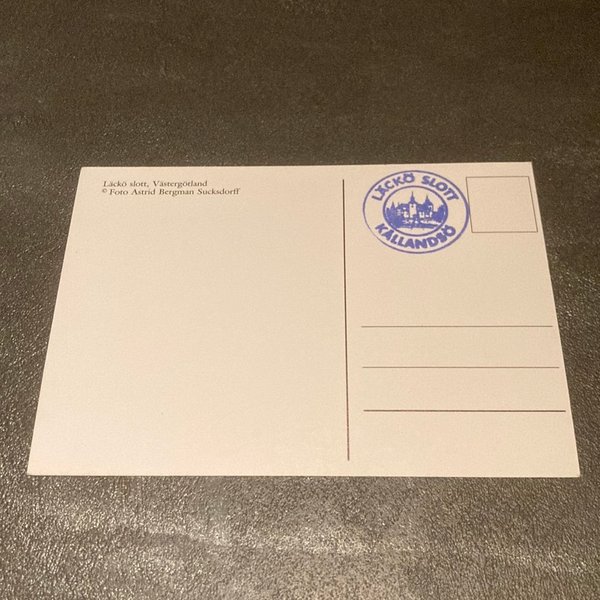 Läckö slott, Västergötland
© Foto Astrid Bergman Sucksdorff
LÄCKÖ SLOTT
KÅLLANDSÖ